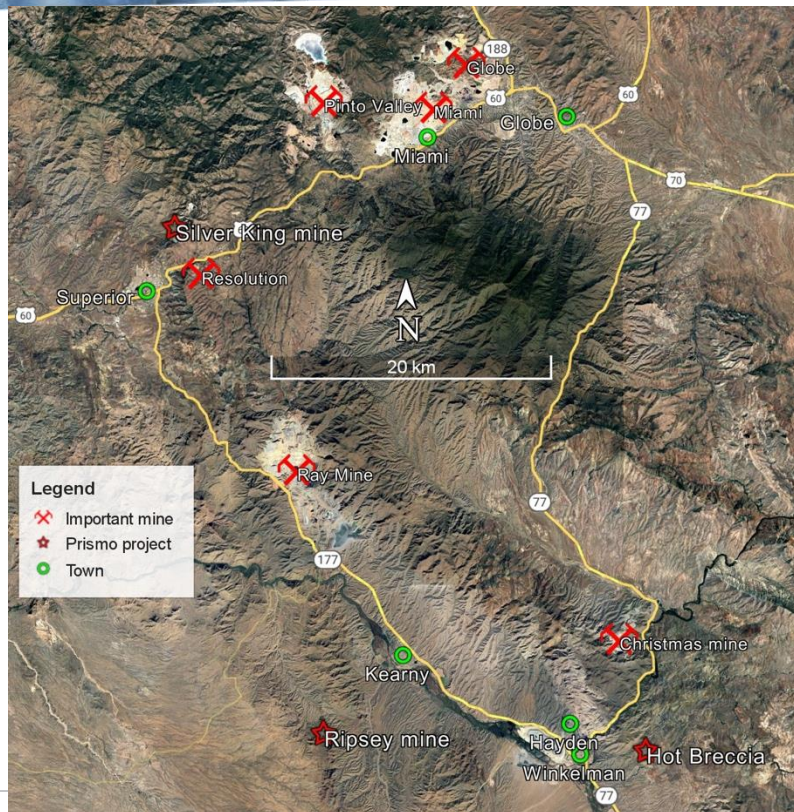 188
Globe
60
60
Pinto Valley
Miami
Globe
Miami
70
77
Silver King mine
Resolution
Superior
60
N
20 km
Ray Mine
Legend
Important mine
Prismo project
Town
77
177
Christmas mine
Kearny
Ripsey mine
Hayden
Hot Breccia
Winkelman
77